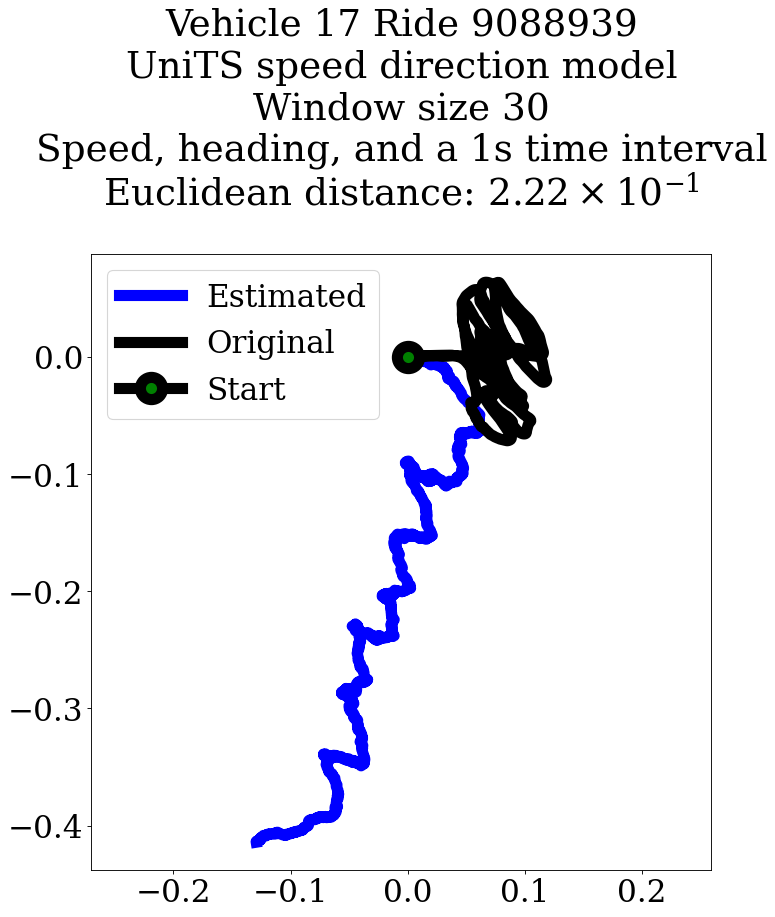 Vehicle 17 Ride 9088939
UniTS speed direction model
Window size 30
Speed, heading, and a 1s time interval
Euclidean distance: 2.22 × 10⁻¹
Estimated
Original
Start
0.0
−0.1
−0.2
−0.3
−0.4
−0.2 −0.1 0.0 0.1 0.2